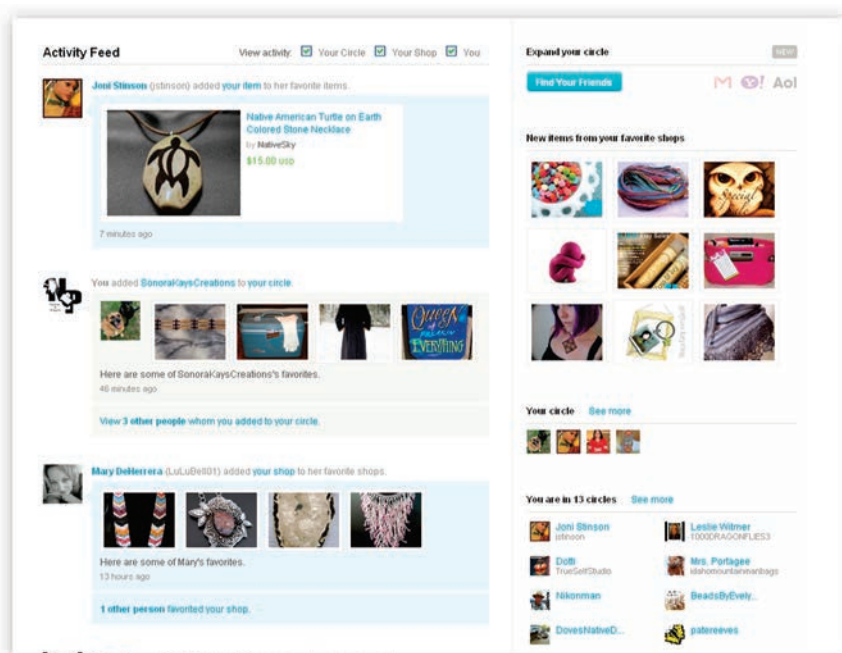 Activity Feed
View activity: Your Circle Your Shop You
Joni Stinson (jstinson) added your item to her favorite items.
Native American Turtle on Earth
Colored Stone Necklace
by NativeSky
$15.00 USD
7 minutes ago
You added SonoraKaysCreations to your circle.
Queen
of
EVERYTHING
Here are some of SonoraKaysCreations's favorites.
46 minutes ago
View 3 other people whom you added to your circle.
Mary DeHerrera (LuLuBell01) added your shop to her favorite shops.
Here are some of Mary's favorites.
13 hours ago
1 other person favorited your shop.
Expand your circle
NEW
Find Your Friends
M Y! Aol
New items from your favorite shops
Special
Your circle See more
You are in 13 circles See more
Joni Stinson
jstinson
Leslie Witmer
1000DRAGONFLIES3
Dotti
TrueSelfStudio
Mrs. Portagee
idahomountainmanbags
Nikonman
BeadsByEvely...
DovesNativeD...
patereeves